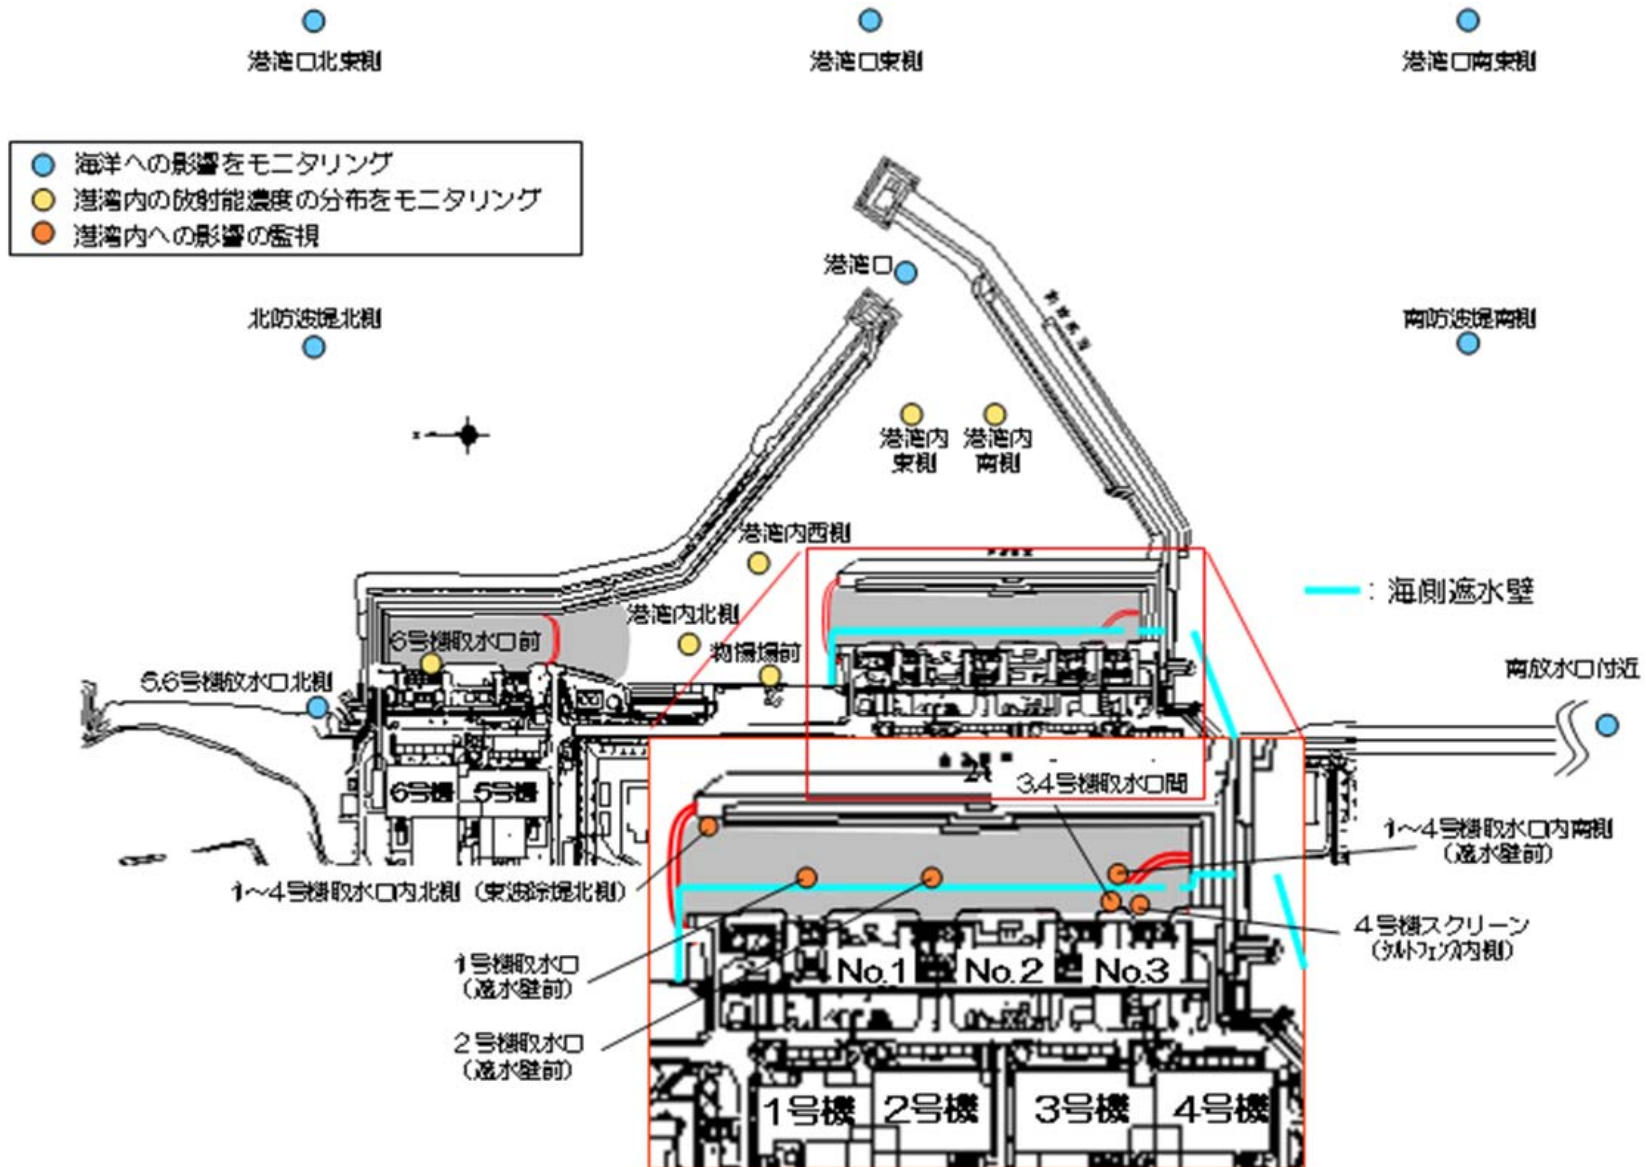 港湾口北東側
港湾口東側
港湾口南東側
海洋への影響をモニタリング
港湾内の放射能濃度の分布をモニタリング
港湾内への影響の監視
港湾口
北防波堤北側
南防波堤南側
港湾内
東側
港湾内
南側
港湾内西側
: 海側遮水壁
港湾内北側
6号機取水口前
物揚場前
5,6号機放水口北側
南放水口付近
6号機
5号機
3,4号機取水口間
1～4号機取水口内南側
(遮水壁前)
1～4号機取水口内北側 (東波除堤北側)
4号機スクリーン
(シルトフェンス内側)
1号機取水口
(遮水壁前)
No.1
No.2
No.3
2号機取水口
(遮水壁前)
1号機
2号機
3号機
4号機